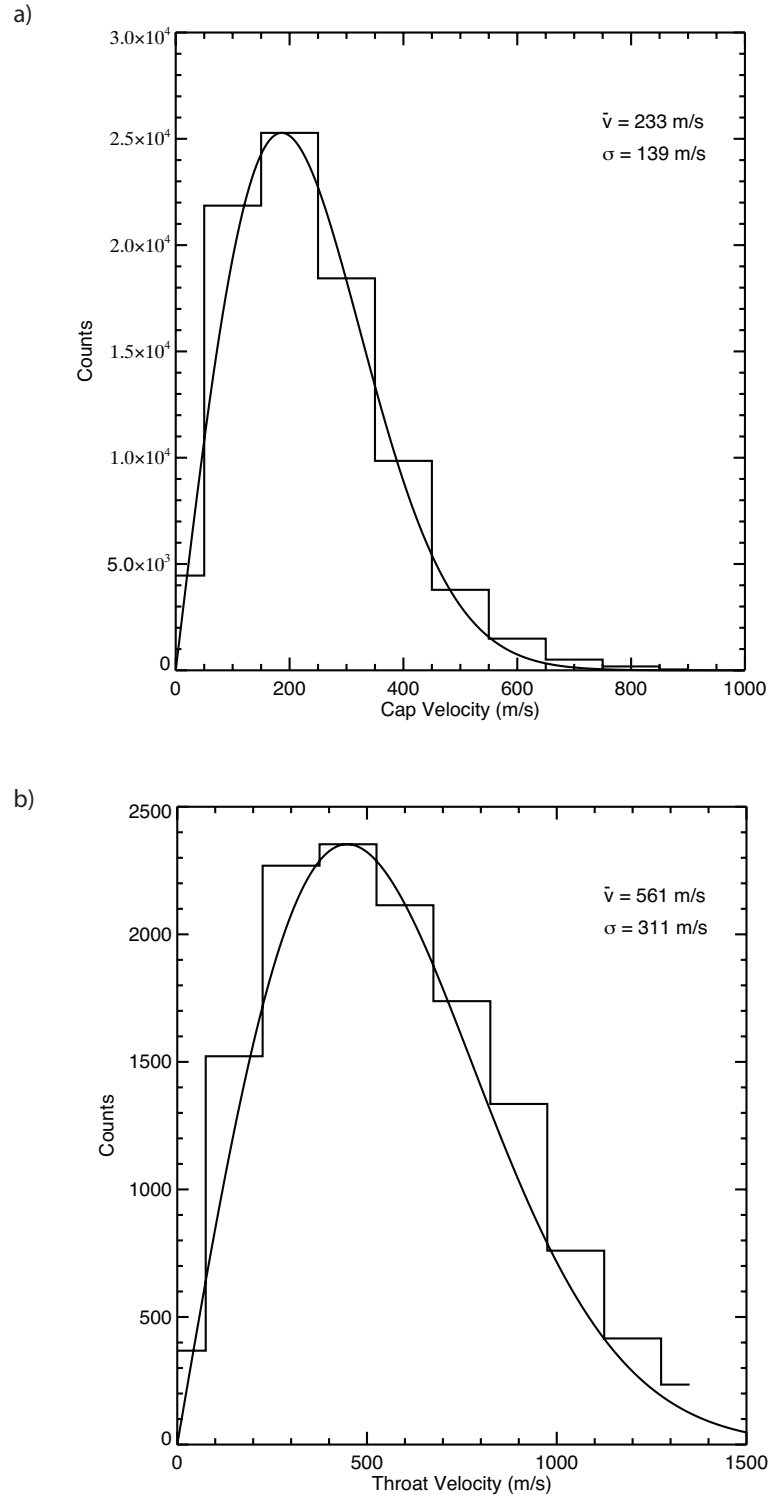 a)
3.0×10⁴
2.5×10⁴
2.0×10⁴
1.5×10⁴
1.0×10⁴
5.0×10³
0
Counts
v̄ = 233 m/s
σ = 139 m/s
0 200 400 600 800 1000
Cap Velocity (m/s)
b)
2500
2000
1500
1000
500
0
Counts
v̄ = 561 m/s
σ = 311 m/s
0 500 1000 1500
Throat Velocity (m/s)